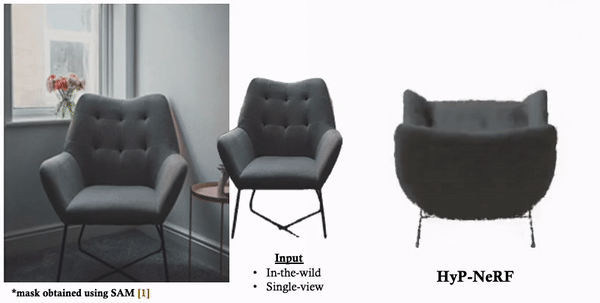 Input
• In-the-wild
• Single-view
HyP-NeRF
*mask obtained using SAM [1]